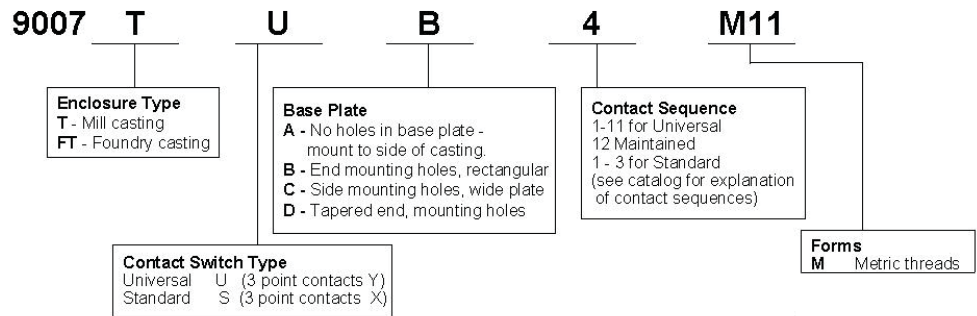 9007 T U B 4 M11
Enclosure Type
T - Mill casting
FT - Foundry casting
Base Plate
A - No holes in base plate -
mount to side of casting.
B - End mounting holes, rectangular
C - Side mounting holes, wide plate
D - Tapered end, mounting holes
Contact Sequence
1-11 for Universal
12 Maintained
1 - 3 for Standard
(see catalog for explanation
of contact sequences)
Contact Switch Type
Universal U (3 point contacts Y)
Standard S (3 point contacts X)
Forms
M Metric threads